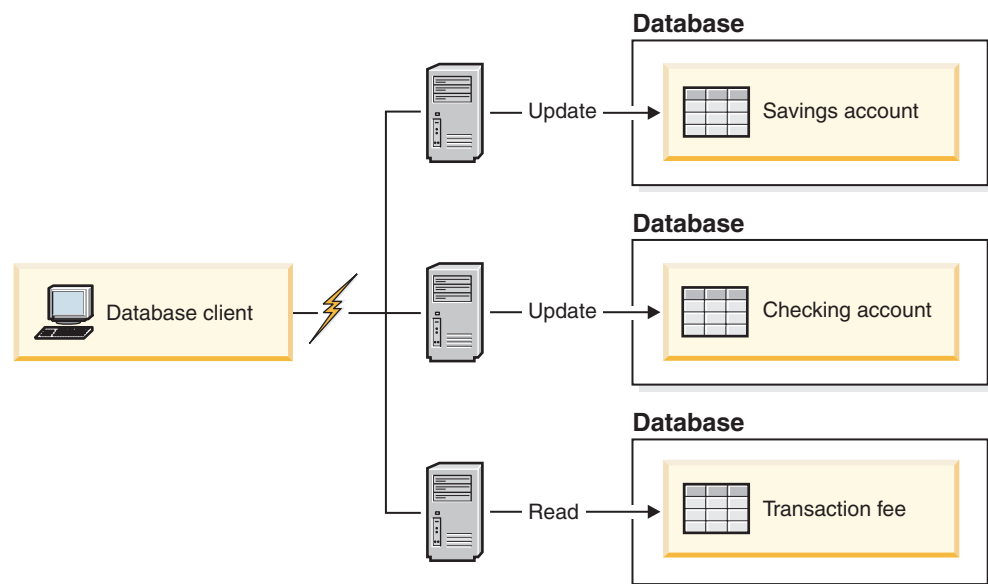 Database
Update
Savings account
Database
Database client
Update
Checking account
Database
Read
Transaction fee